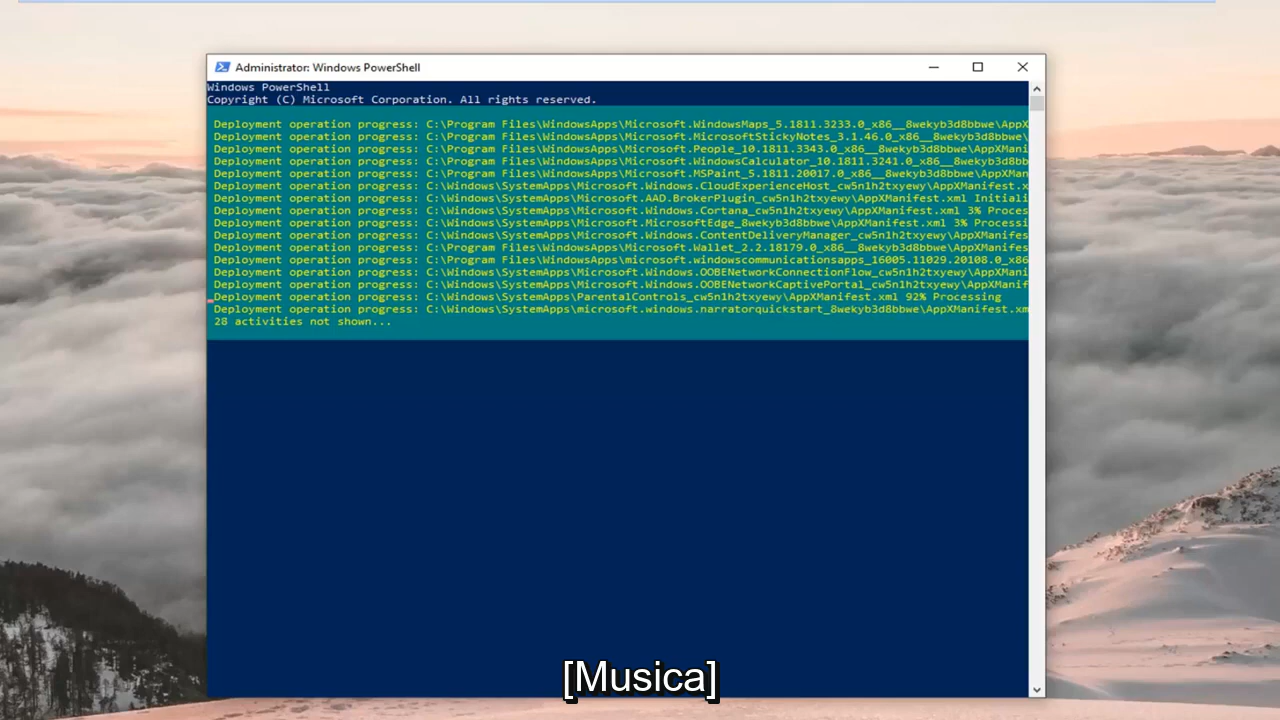 Administrator: Windows PowerShell
Windows PowerShell
Copyright (C) Microsoft Corporation. All rights reserved.
Deployment operation progress: C:\Program Files\WindowsApps\Microsoft.WindowsMaps_5.1811.3233.0_x86__8wekyb3d8bbwe\AppX
Deployment operation progress: C:\Program Files\WindowsApps\Microsoft.MicrosoftStickyNotes_3.1.46.0_x86__8wekyb3d8bbwe\
Deployment operation progress: C:\Program Files\WindowsApps\Microsoft.People_10.1811.3343.0_x86__8wekyb3d8bbwe\AppXMani
Deployment operation progress: C:\Program Files\WindowsApps\Microsoft.WindowsCalculator_10.1811.3241.0_x86__8wekyb3d8bb
Deployment operation progress: C:\Program Files\WindowsApps\Microsoft.MSPaint_5.1811.20017.0_x86__8wekyb3d8bbwe\AppXMan
Deployment operation progress: C:\Windows\SystemApps\Microsoft.Windows.CloudExperienceHost_cw5n1h2txyewy\AppXManifest.x
Deployment operation progress: C:\Windows\SystemApps\Microsoft.AAD.BrokerPlugin_cw5n1h2txyewy\AppXManifest.xml Initiali
Deployment operation progress: C:\Windows\SystemApps\Microsoft.Windows.Cortana_cw5n1h2txyewy\AppXManifest.xml 3% Proces
Deployment operation progress: C:\Windows\SystemApps\Microsoft.MicrosoftEdge_8wekyb3d8bbwe\AppXManifest.xml 3% Processi
Deployment operation progress: C:\Windows\SystemApps\Microsoft.Windows.ContentDeliveryManager_cw5n1h2txyewy\AppXManifes
Deployment operation progress: C:\Program Files\WindowsApps\Microsoft.Wallet_2.2.18179.0_x86__8wekyb3d8bbwe\AppXManifes
Deployment operation progress: C:\Program Files\WindowsApps\microsoft.windowscommunicationsapps_16005.11029.20108.0_x86
Deployment operation progress: C:\Windows\SystemApps\Microsoft.Windows.OOBENetworkConnectionFlow_cw5n1h2txyewy\AppXMani
Deployment operation progress: C:\Windows\SystemApps\Microsoft.Windows.OOBENetworkCaptivePortal_cw5n1h2txyewy\AppXManif
Deployment operation progress: C:\Windows\SystemApps\ParentalControls_cw5n1h2txyewy\AppXManifest.xml 92% Processing
Deployment operation progress: C:\Windows\SystemApps\microsoft.windows.narratorquickstart_8wekyb3d8bbwe\AppXManifest.xm
28 activities not shown...
[Musica]